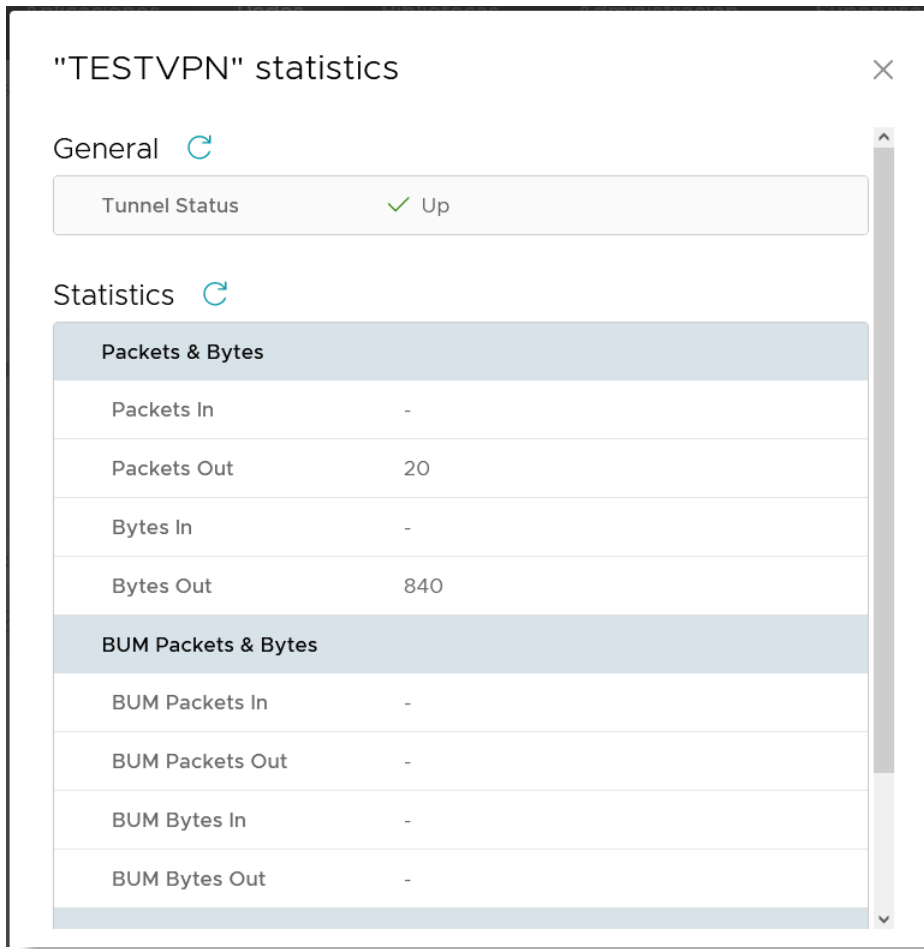 "TESTVPN" statistics
General
Tunnel Status Up
Statistics
Packets & Bytes
Packets In -
Packets Out 20
Bytes In -
Bytes Out 840
BUM Packets & Bytes
BUM Packets In -
BUM Packets Out -
BUM Bytes In -
BUM Bytes Out -